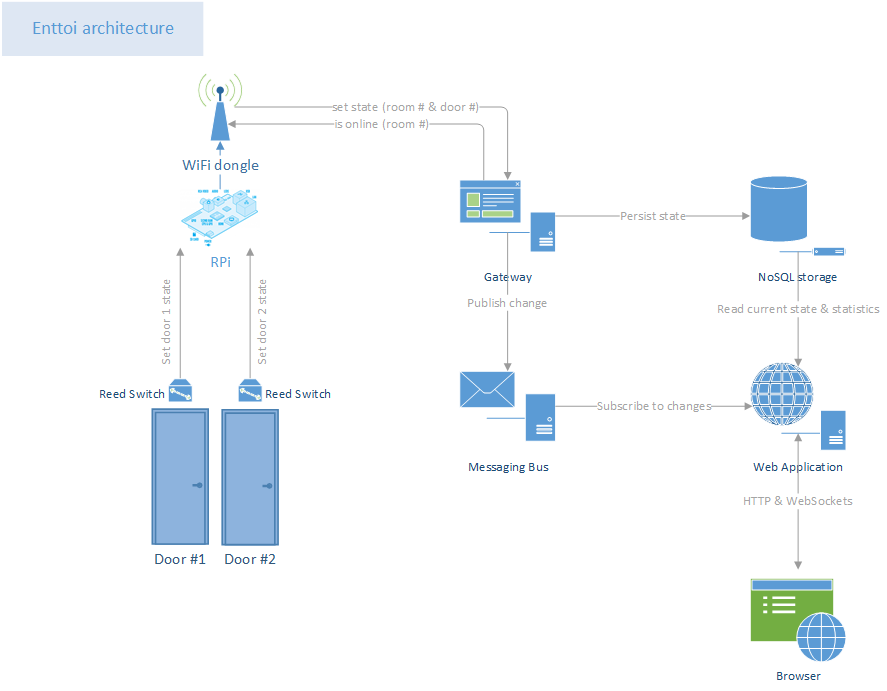 Enttoi architecture
set state (room # & door #)
is online (room #)
WiFi dongle
RPi
Set door 1 state
Set door 2 state
Reed Switch
Reed Switch
Door #1
Door #2
Gateway
Persist state
NoSQL storage
Publish change
Read current state & statistics
Messaging Bus
Subscribe to changes
Web Application
HTTP & WebSockets
Browser